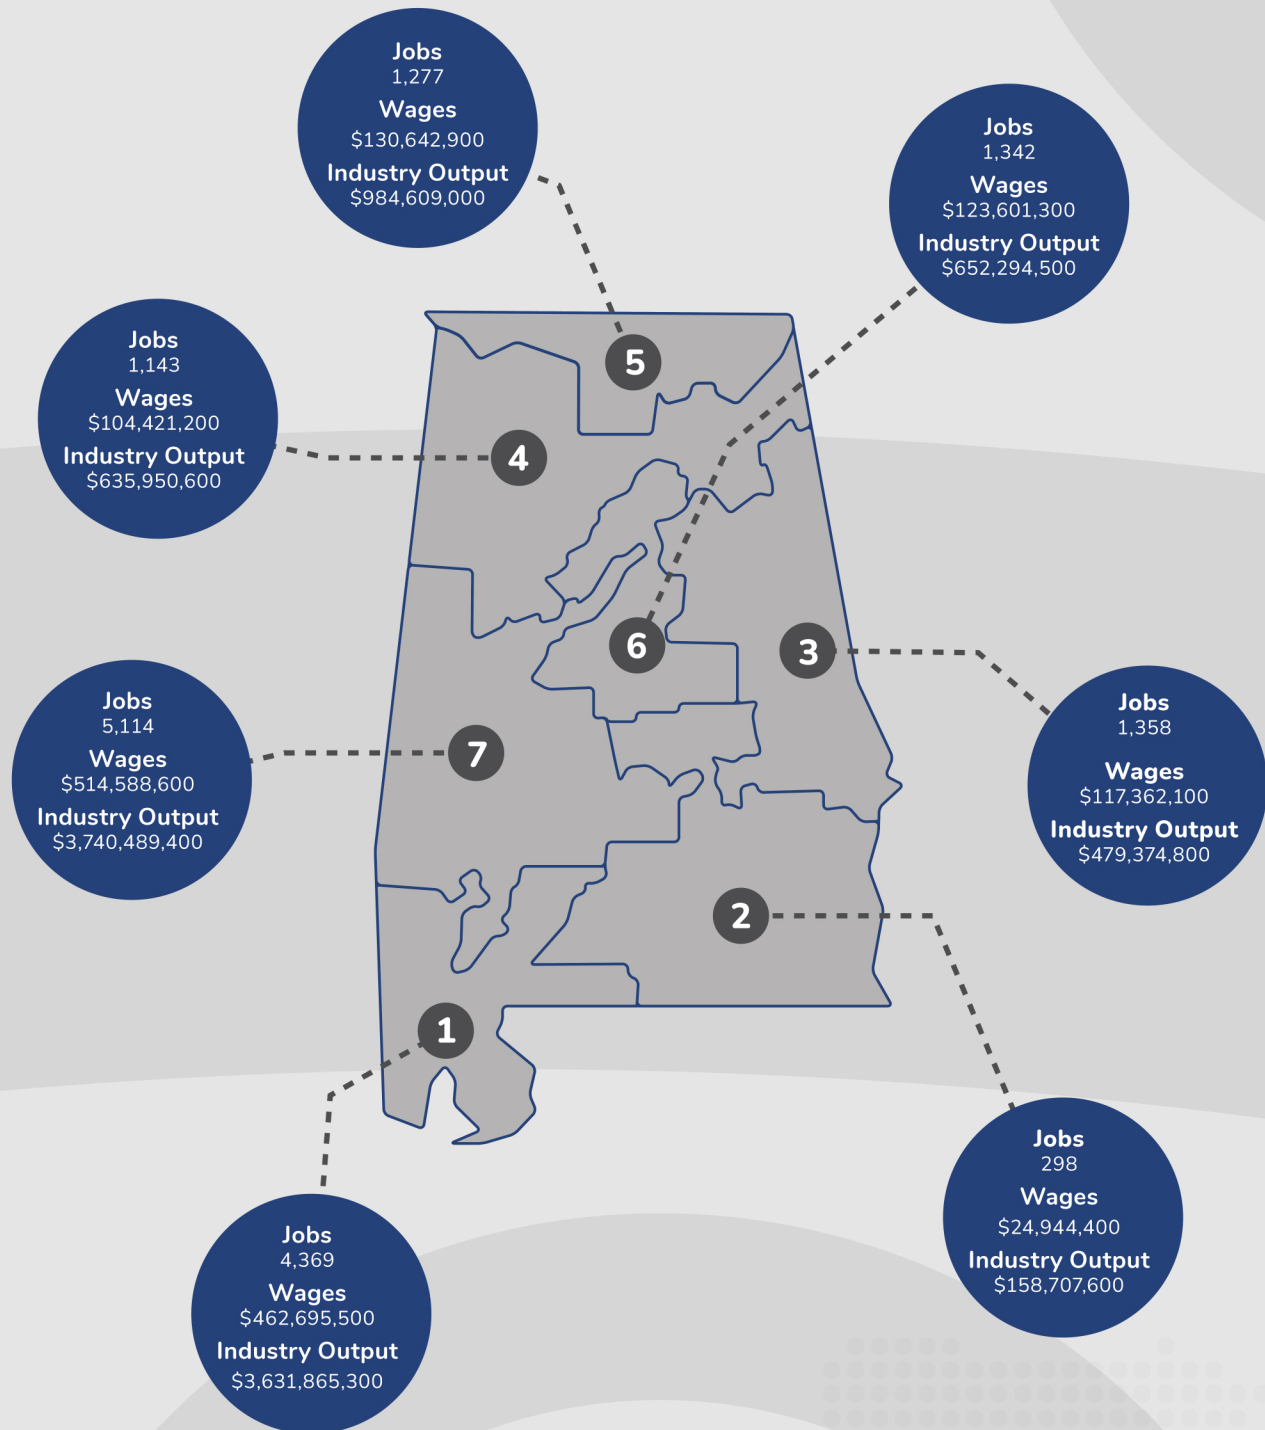 Jobs
1,277
Wages
$130,642,900
Industry Output
$984,609,000
Jobs
1,342
Wages
$123,601,300
Industry Output
$652,294,500
Jobs
1,143
Wages
$104,421,200
Industry Output
$635,950,600
5
4
6
3
Jobs
5,114
Wages
$514,588,600
Industry Output
$3,740,489,400
7
Jobs
1,358
Wages
$117,362,100
Industry Output
$479,374,800
2
1
Jobs
298
Wages
$24,944,400
Industry Output
$158,707,600
Jobs
4,369
Wages
$462,695,500
Industry Output
$3,631,865,300